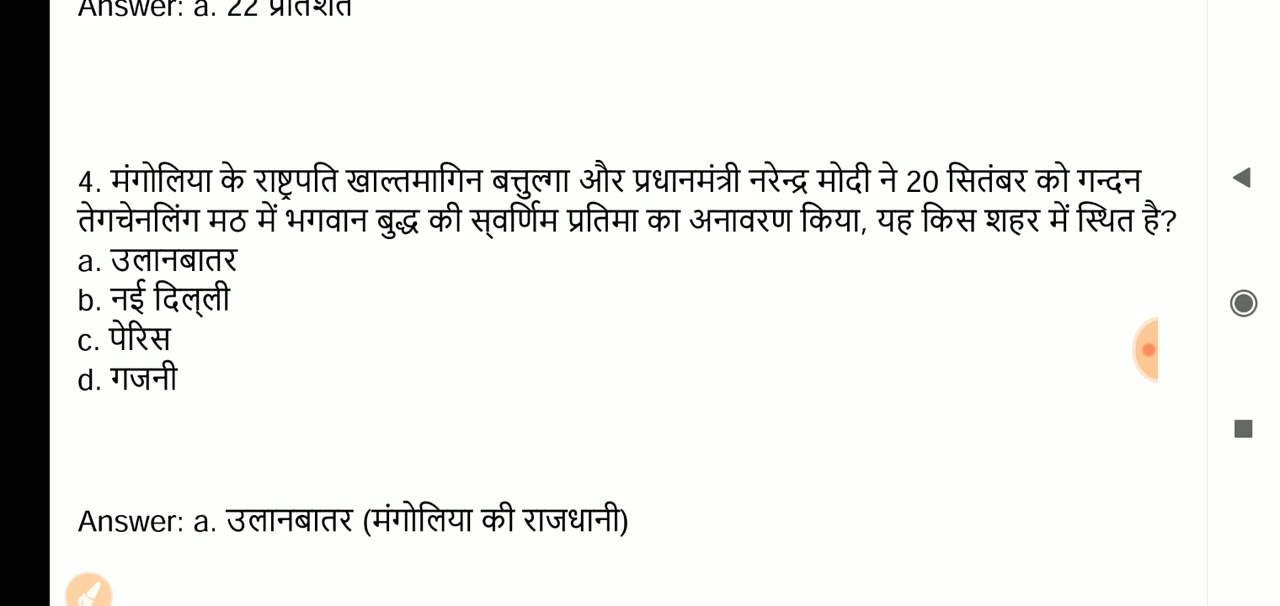 Answer: a. 22 प्रतिशत
4. मंगोलिया के राष्ट्रपति खाल्तमागिन बत्तुल्गा और प्रधानमंत्री नरेन्द्र मोदी ने 20 सितंबर को गन्दन
तेगचेनलिंग मठ में भगवान बुद्ध की स्वर्णिम प्रतिमा का अनावरण किया, यह किस शहर में स्थित है?
a. उलानबातर
b. नई दिल्ली
c. पेरिस
d. गजनी
Answer: a. उलानबातर (मंगोलिया की राजधानी)